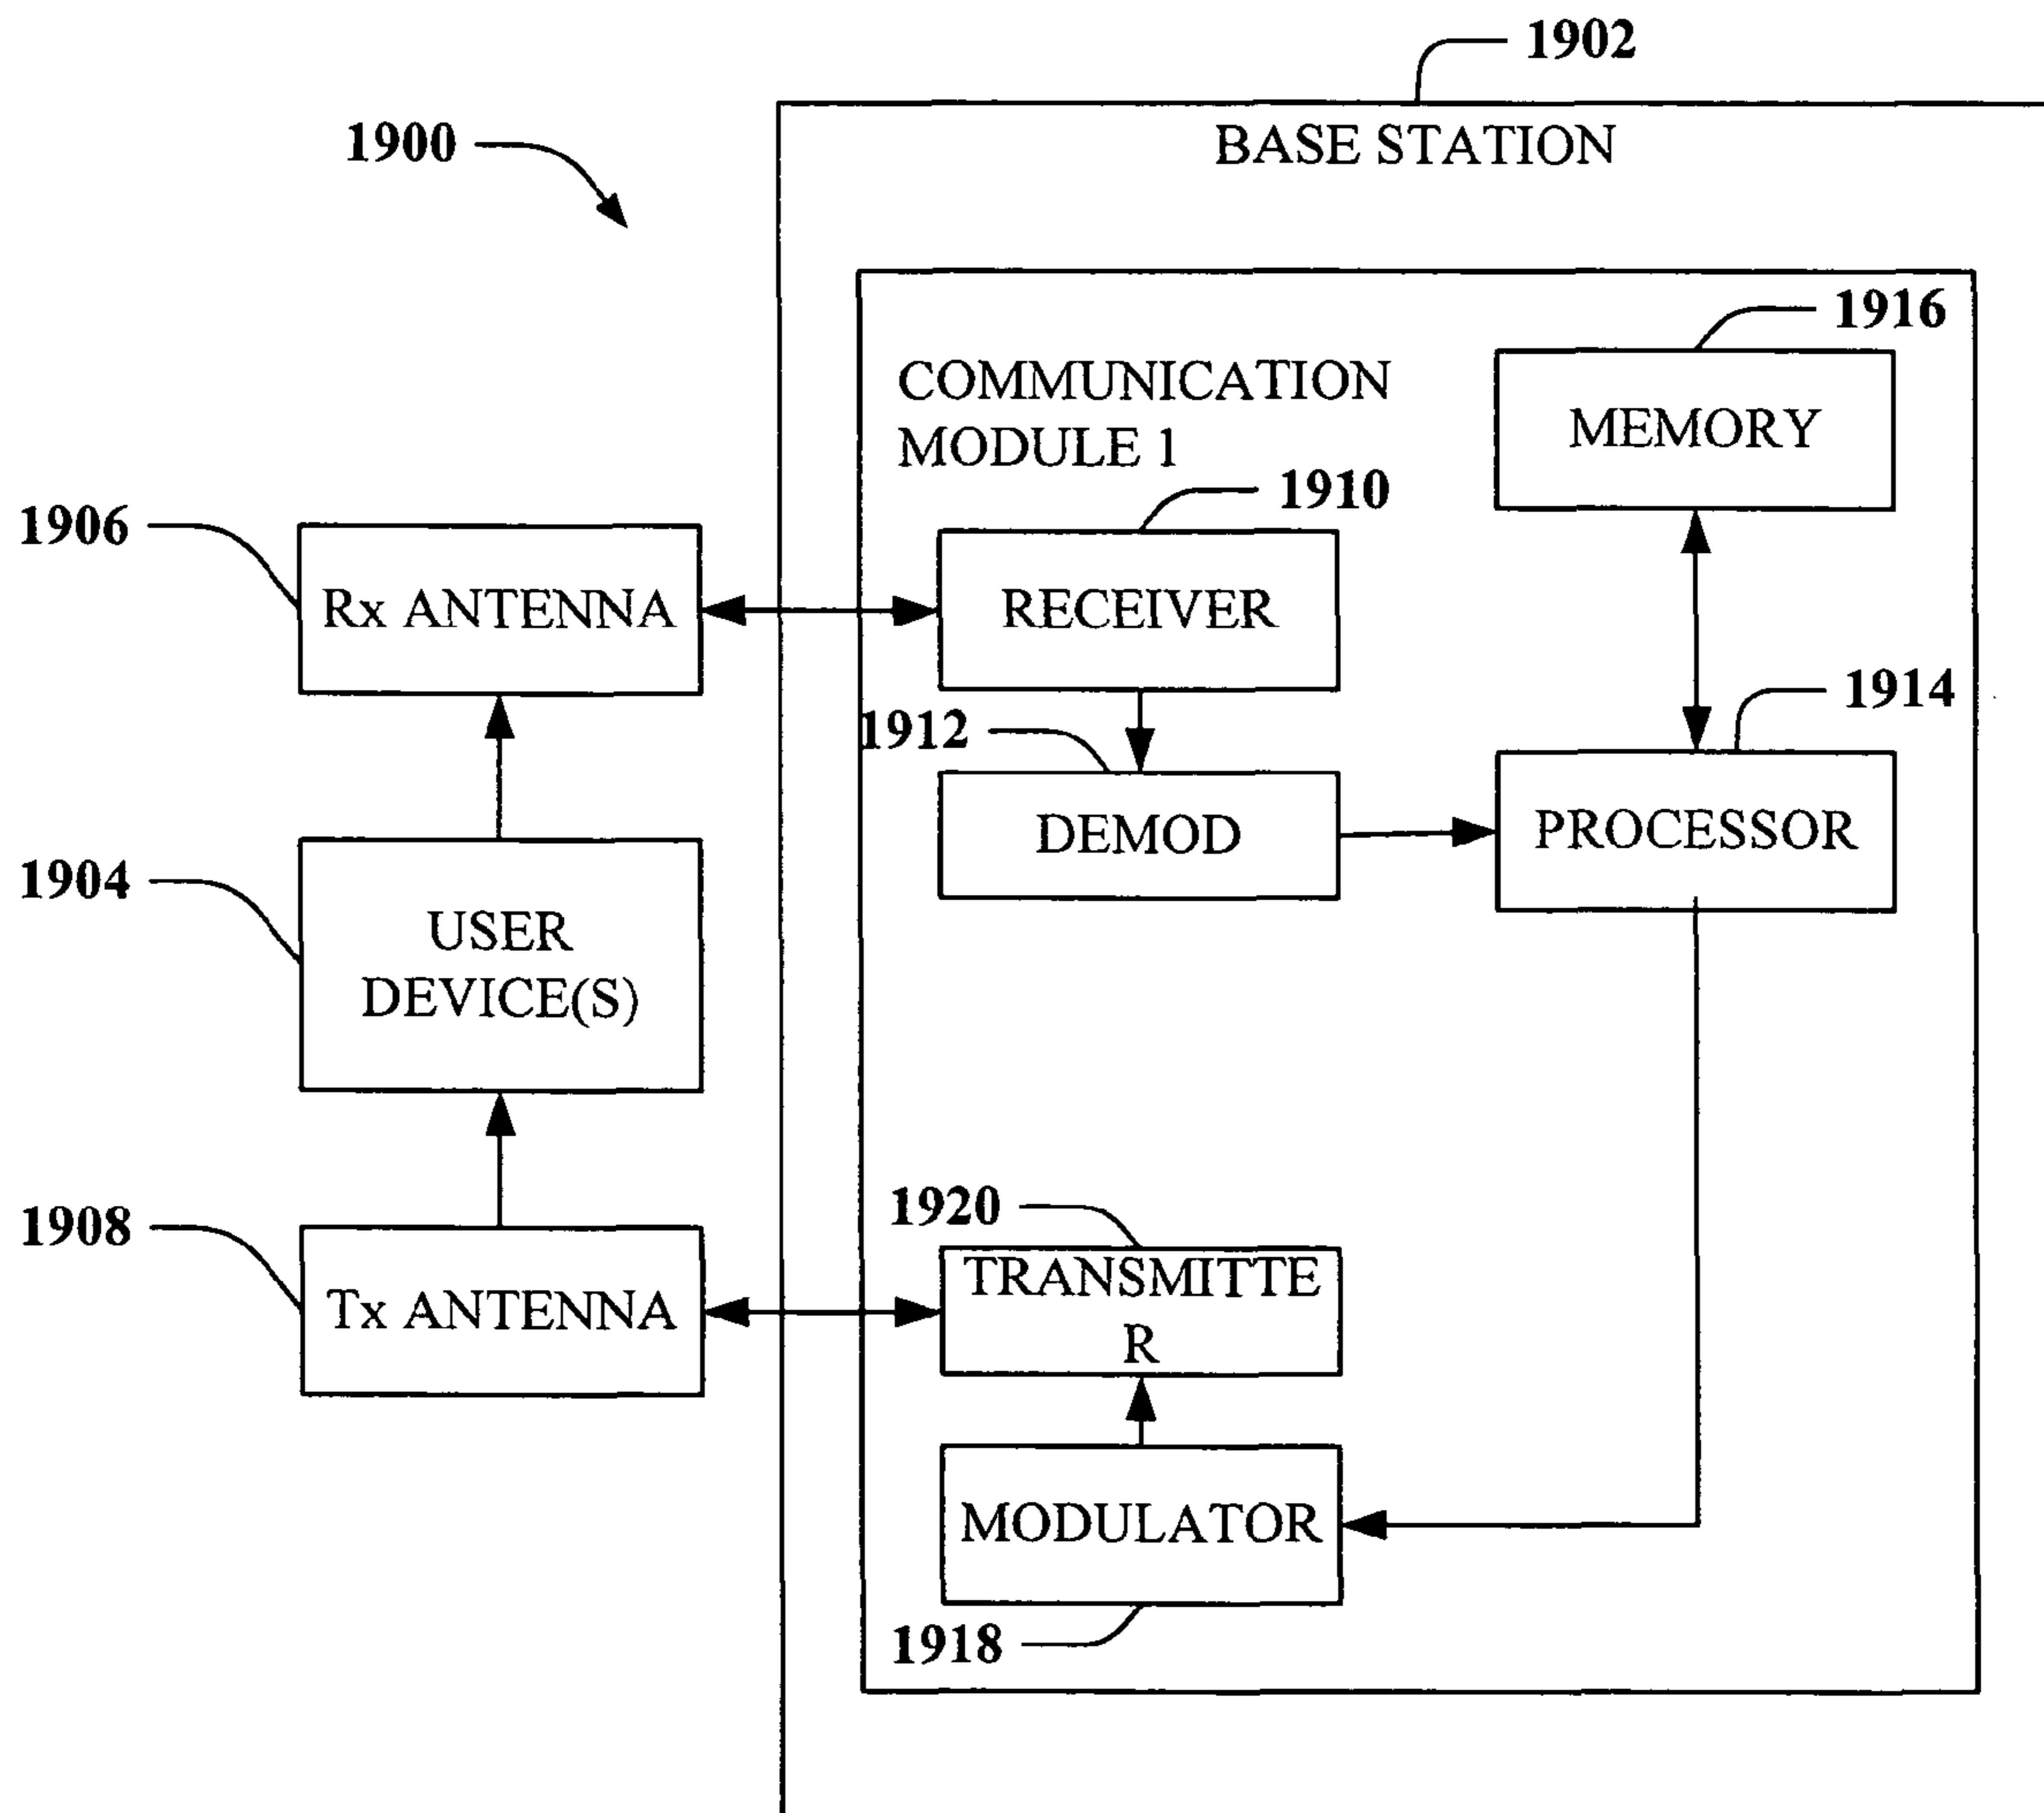 1902
BASE STATION
1900
1916
MEMORY
COMMUNICATION
MODULE 1
1910
1906
Rx ANTENNA
RECEIVER
1914
1912
DEMOD
PROCESSOR
1904
USER
DEVICE(S)
1908
Tx ANTENNA
1920
TRANSMITTE
R
MODULATOR
1918